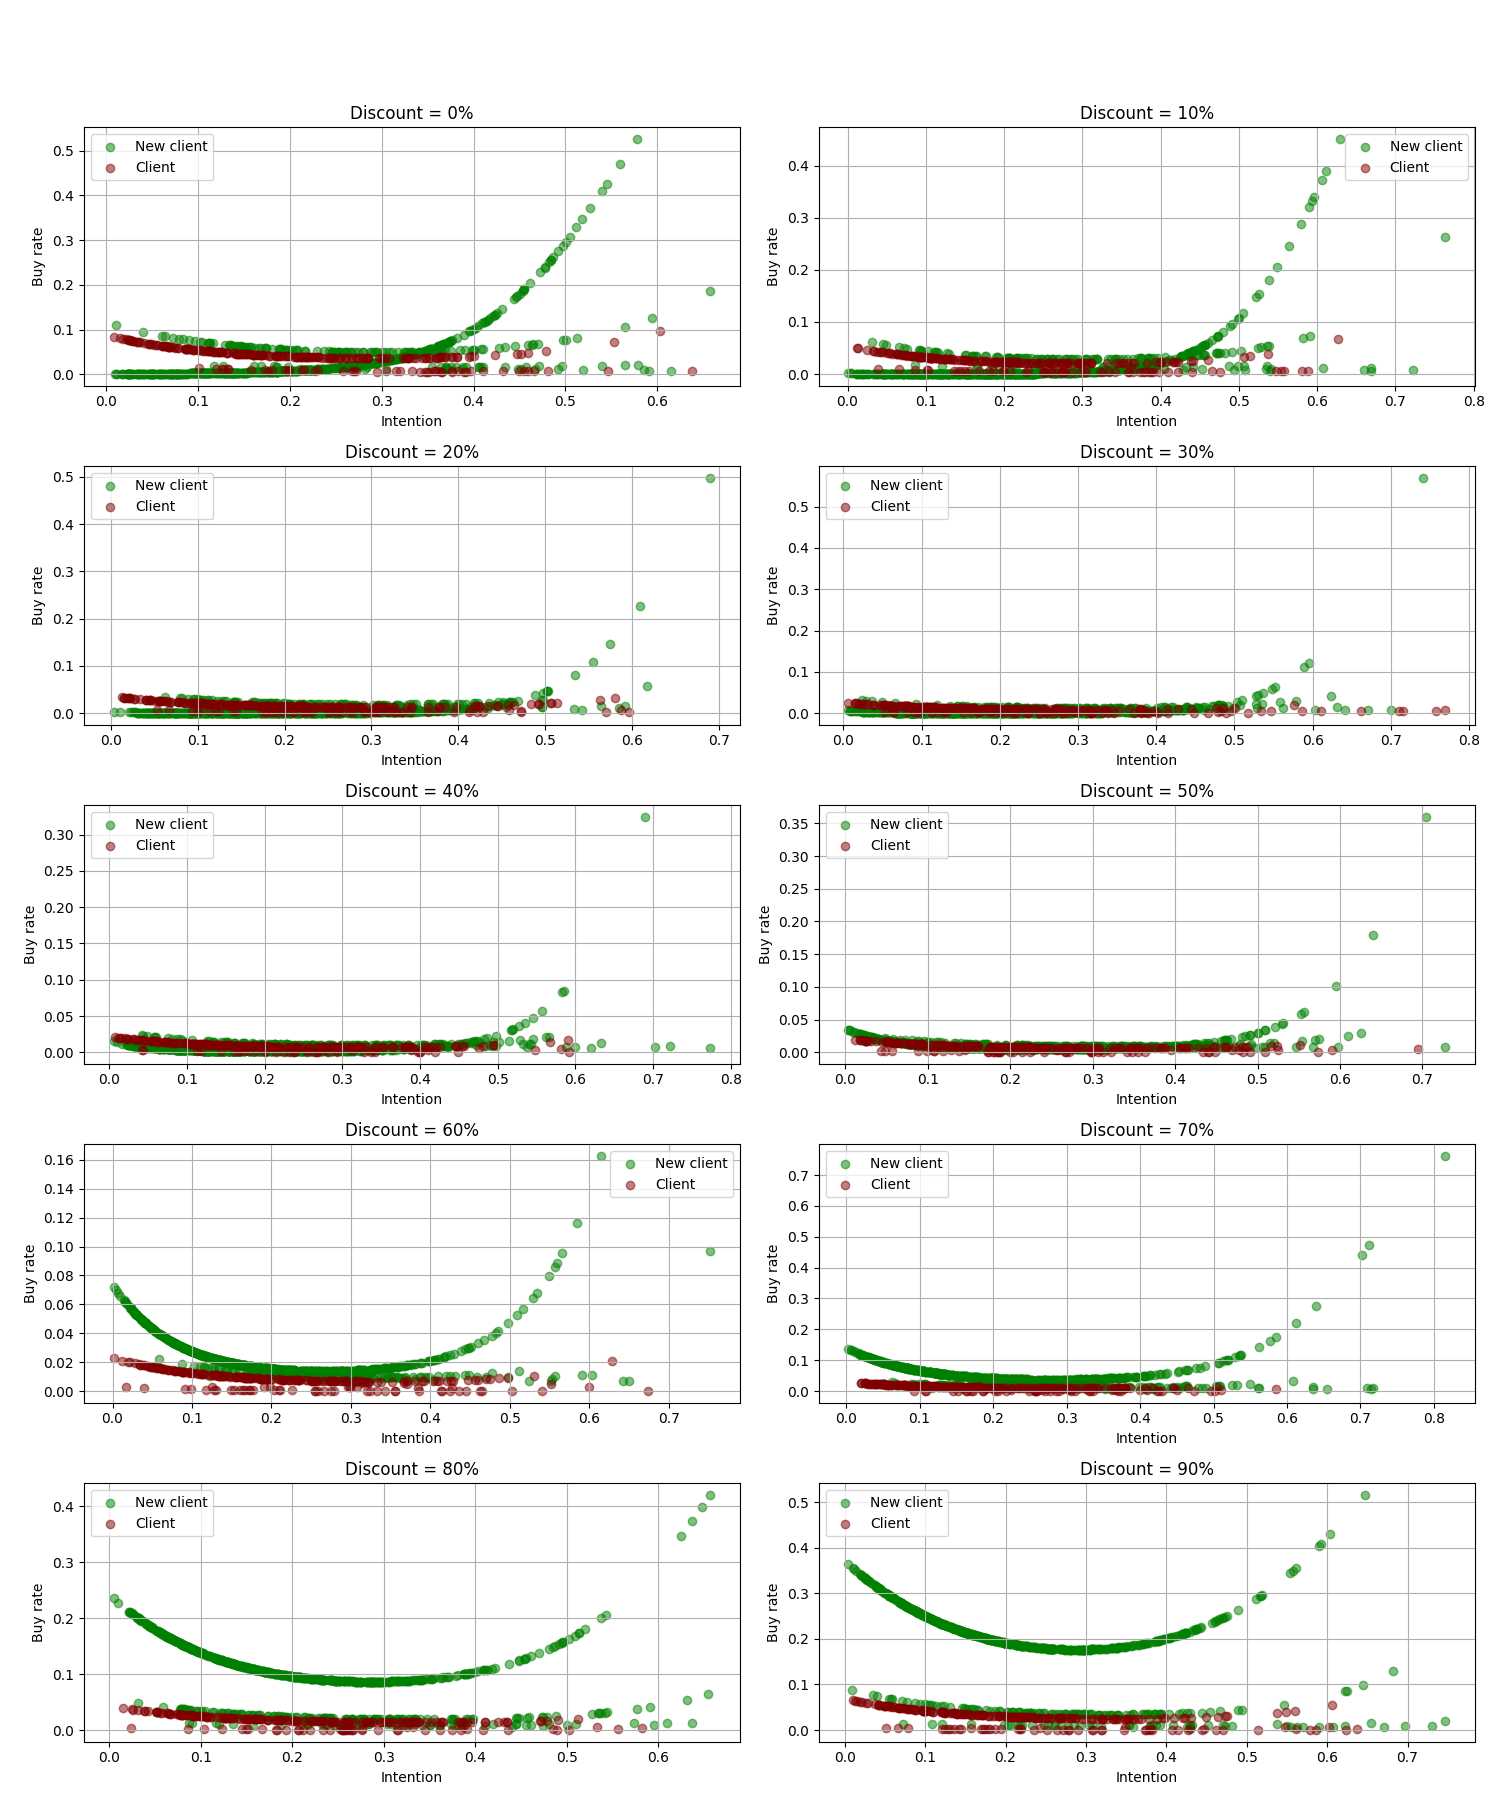 Discount = 0%
New client
Client
0.5
0.4
0.3
0.2
0.1
0.0
Buy rate
0.0 0.1 0.2 0.3 0.4 0.5 0.6
Intention
Discount = 10%
New client
Client
0.4
0.3
0.2
0.1
0.0
Buy rate
0.0 0.1 0.2 0.3 0.4 0.5 0.6 0.7 0.8
Intention
Discount = 20%
New client
Client
0.5
0.4
0.3
0.2
0.1
0.0
Buy rate
0.0 0.1 0.2 0.3 0.4 0.5 0.6 0.7
Intention
Discount = 30%
New client
Client
0.5
0.4
0.3
0.2
0.1
0.0
Buy rate
0.0 0.1 0.2 0.3 0.4 0.5 0.6 0.7 0.8
Intention
Discount = 40%
New client
Client
0.30
0.25
0.20
0.15
0.10
0.05
0.00
Buy rate
0.0 0.1 0.2 0.3 0.4 0.5 0.6 0.7 0.8
Intention
Discount = 50%
New client
Client
0.35
0.30
0.25
0.20
0.15
0.10
0.05
0.00
Buy rate
0.0 0.1 0.2 0.3 0.4 0.5 0.6 0.7
Intention
Discount = 60%
New client
Client
0.16
0.14
0.12
0.10
0.08
0.06
0.04
0.02
0.00
Buy rate
0.0 0.1 0.2 0.3 0.4 0.5 0.6 0.7
Intention
Discount = 70%
New client
Client
0.7
0.6
0.5
0.4
0.3
0.2
0.1
0.0
Buy rate
0.0 0.1 0.2 0.3 0.4 0.5 0.6 0.7 0.8
Intention
Discount = 80%
New client
Client
0.4
0.3
0.2
0.1
0.0
Buy rate
0.0 0.1 0.2 0.3 0.4 0.5 0.6
Intention
Discount = 90%
New client
Client
0.5
0.4
0.3
0.2
0.1
0.0
Buy rate
0.0 0.1 0.2 0.3 0.4 0.5 0.6 0.7
Intention